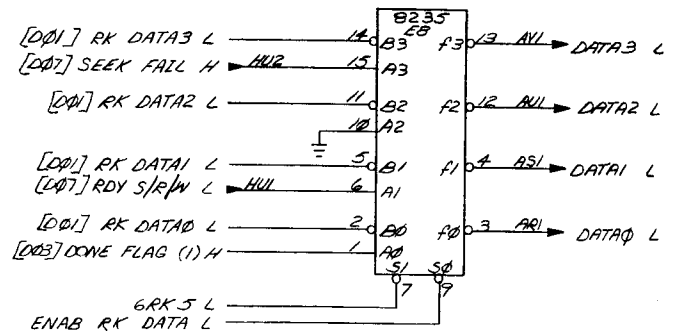 8235
E8
[DØ1] RK DATA3 L 14 B3 f3 13 AV1 DATA3 L
[DØ7] SEEK FAIL H HU2 15 A3
[DØ1] RK DATA2 L 11 B2 f2 12 AU1 DATA2 L
1Ø A2
[DØ1] RK DATA1 L 5 B1 f1 4 AS1 DATA1 L
[DØ7] RDY S/R/W L HU1 6 A1
[DØ1] RK DATAØ L 2 BØ fØ 3 AR1 DATAØ L
[DØ3] DONE FLAG (1) H 1 AØ
S1 SØ
6RK5 L 7 9
ENAB RK DATA L